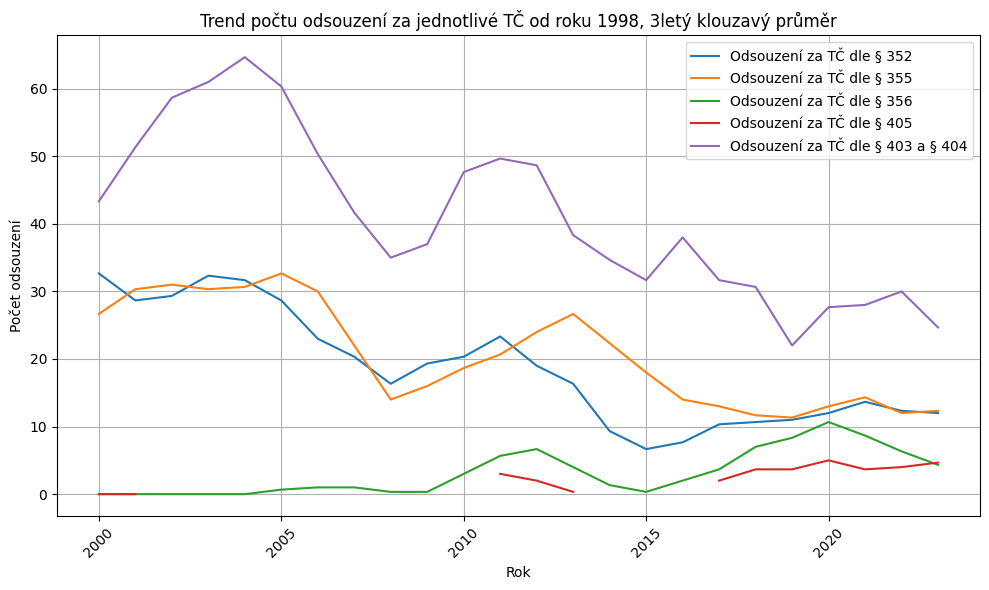 Trend počtu odsouzení za jednotlivé TČ od roku 1998, 3letý klouzavý průměr
Odsouzení za TČ dle § 352
Odsouzení za TČ dle § 355
Odsouzení za TČ dle § 356
Odsouzení za TČ dle § 405
Odsouzení za TČ dle § 403 a § 404
Počet odsouzení
60
50
40
30
20
10
0
2000
2005
2010
2015
2020
Rok